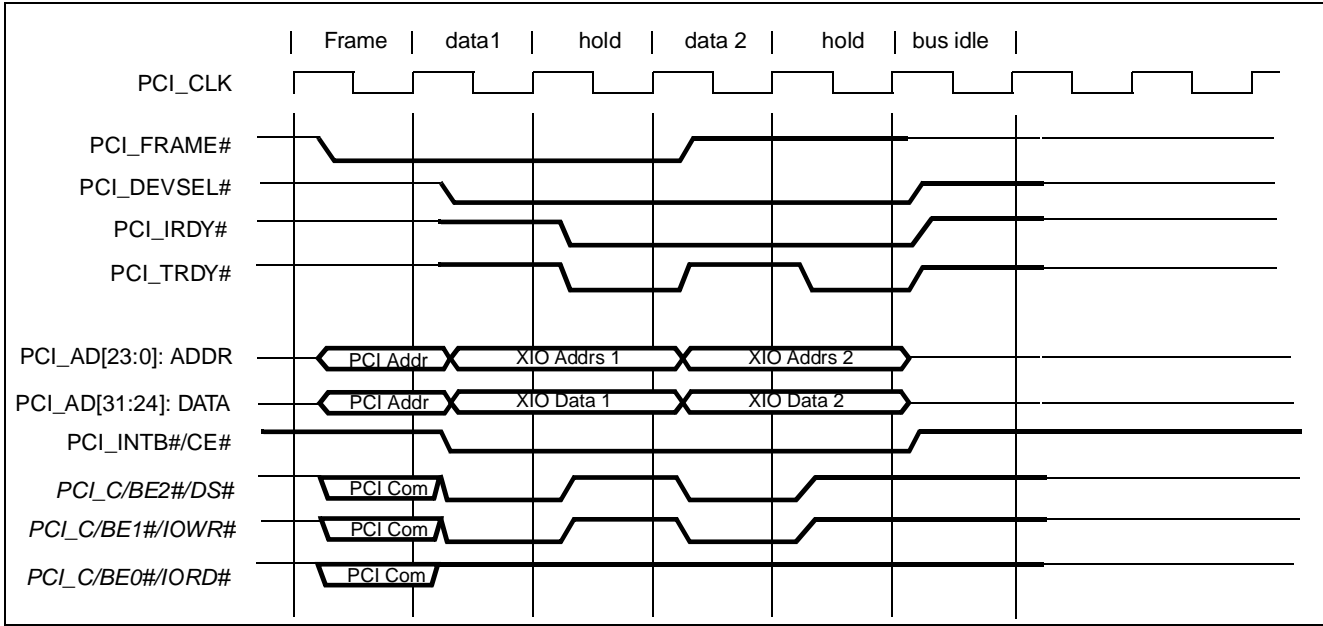 Frame data1 hold data 2 hold bus idle
PCI_CLK
PCI_FRAME#
PCI_DEVSEL#
PCI_IRDY#
PCI_TRDY#
PCI_AD[23:0]: ADDR PCI Addr XIO Addrs 1 XIO Addrs 2
PCI_AD[31:24]: DATA PCI Addr XIO Data 1 XIO Data 2
PCI_INTB#/CE#
PCI_C/BE2#/DS# PCI Com
PCI_C/BE1#/IOWR# PCI Com
PCI_C/BE0#/IORD# PCI Com